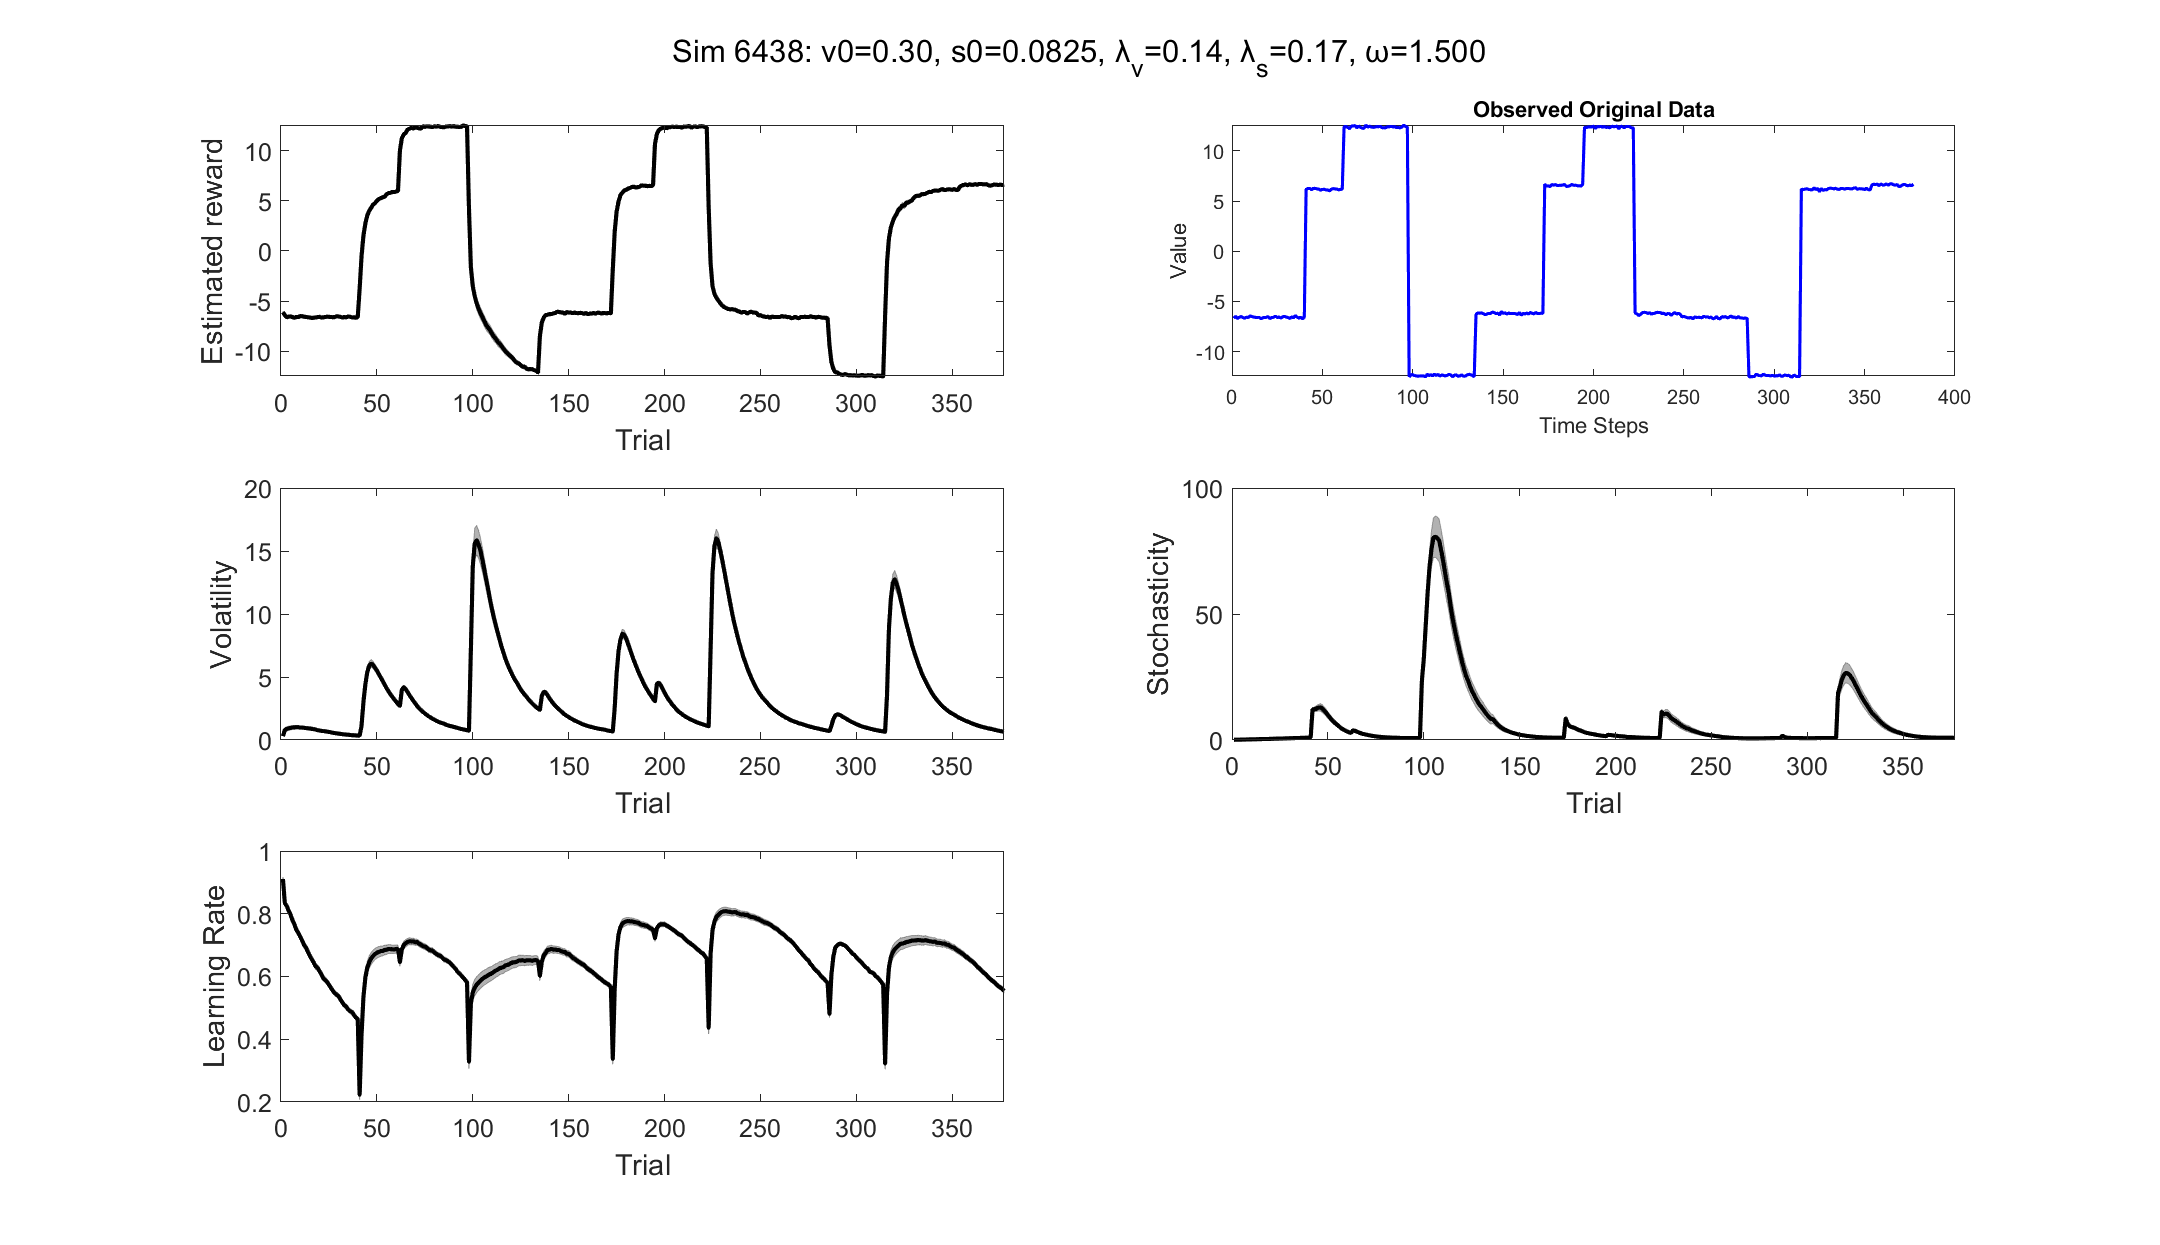 Sim 6438: v0=0.30, s0=0.0825, λv=0.14, λs=0.17, ω=1.500
Estimated reward
10
5
0
-5
-10
0 50 100 150 200 250 300 350
Trial
Observed Original Data
Value
10
5
0
-5
-10
0 50 100 150 200 250 300 350 400
Time Steps
Volatility
20
15
10
5
0
0 50 100 150 200 250 300 350
Trial
Stochasticity
100
50
0
0 50 100 150 200 250 300 350
Trial
Learning Rate
1
0.8
0.6
0.4
0.2
0 50 100 150 200 250 300 350
Trial